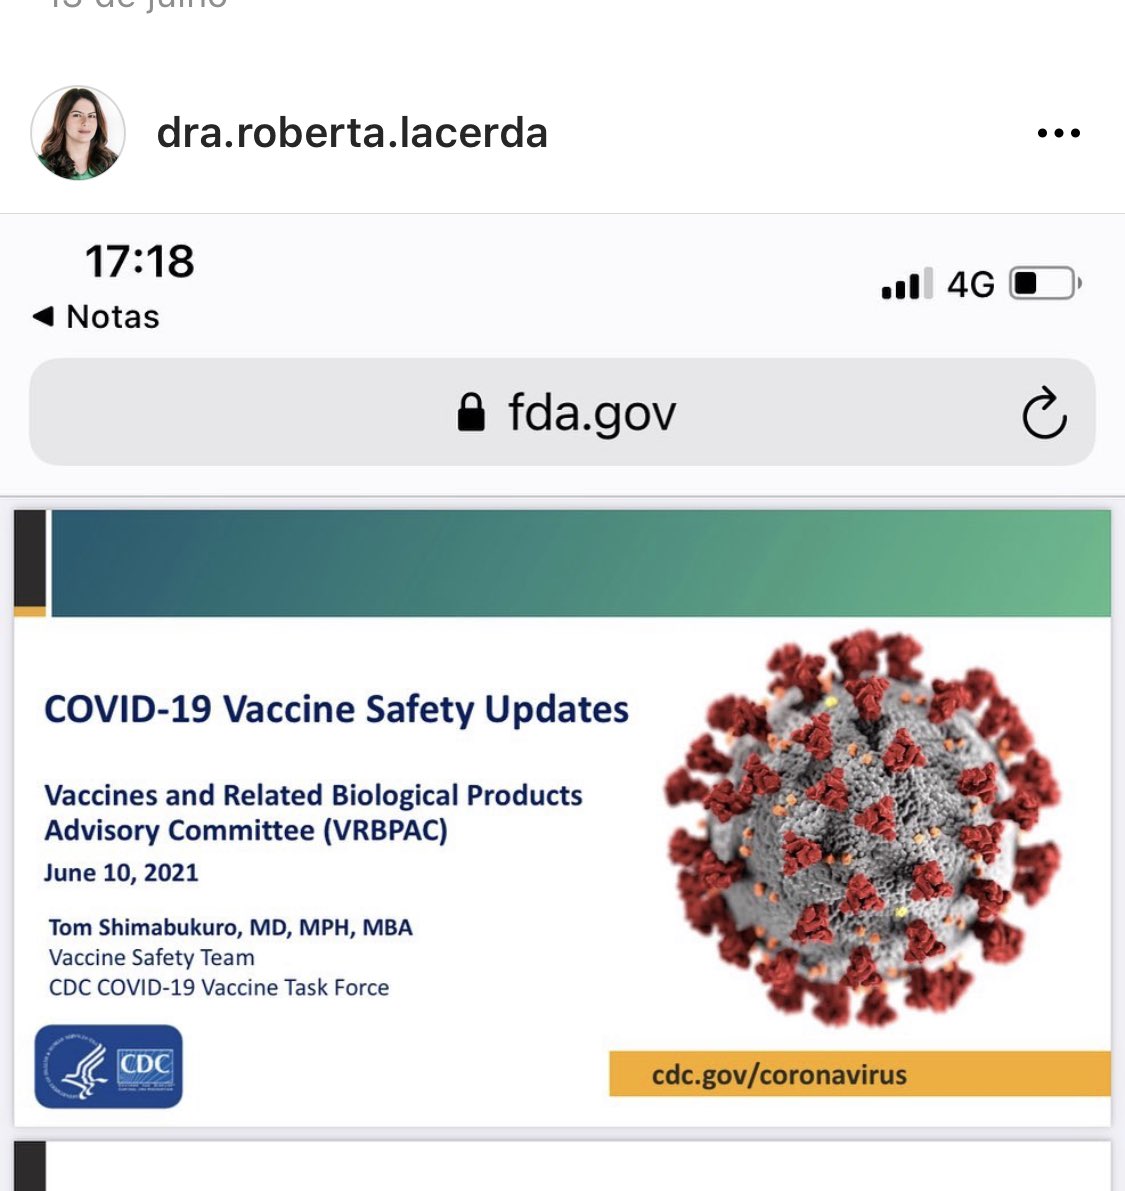 13 de julho
dra.roberta.lacerda
17:18
4G
Notas
fda.gov
COVID-19 Vaccine Safety Updates
Vaccines and Related Biological Products
Advisory Committee (VRBPAC)
June 10, 2021
Tom Shimabukuro, MD, MPH, MBA
Vaccine Safety Team
CDC COVID-19 Vaccine Task Force
CDC
cdc.gov/coronavirus